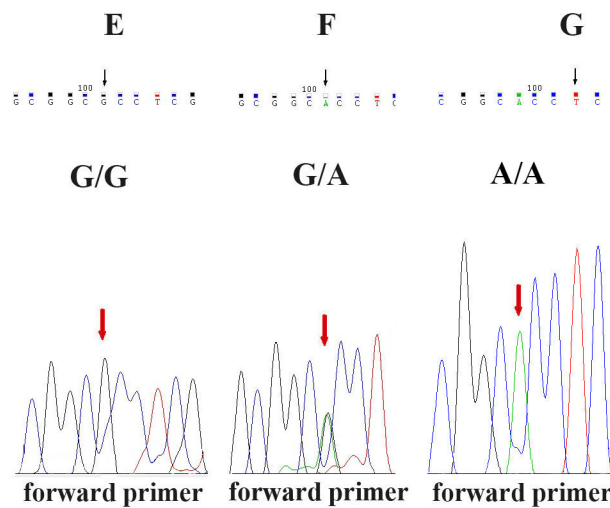 E F G
100 100 100
G C G G C G C C T C G G C G G C A C C T C C G G C A C C T C
G/G G/A A/A
forward primer forward primer forward primer